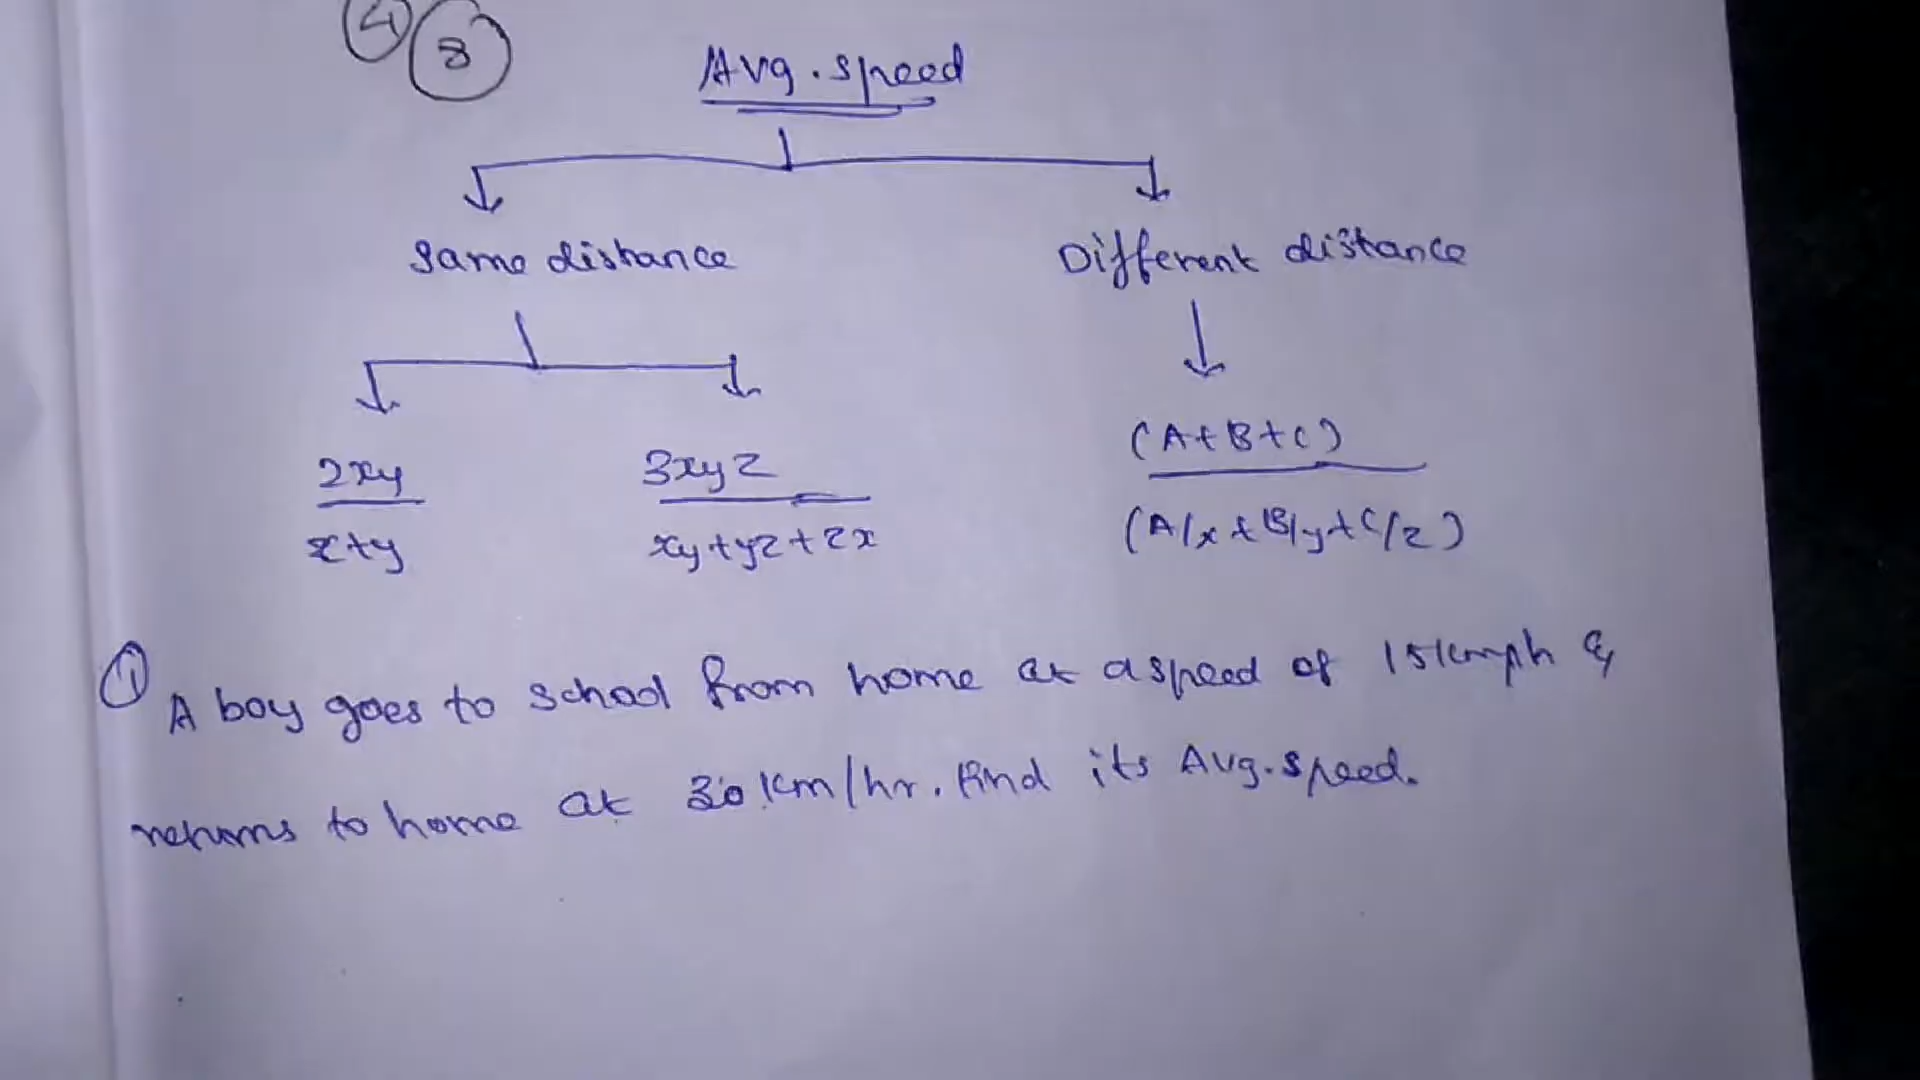 4 8
Avg. speed
Same distance
Different distance
2xy
x+y
3xyz
xy+yz+zx
(A+B+C)
(A/x+B/y+C/z)
① A boy goes to school from home at a speed of 15kmph &
returns to home at 30 km/hr. Find its Avg. speed.